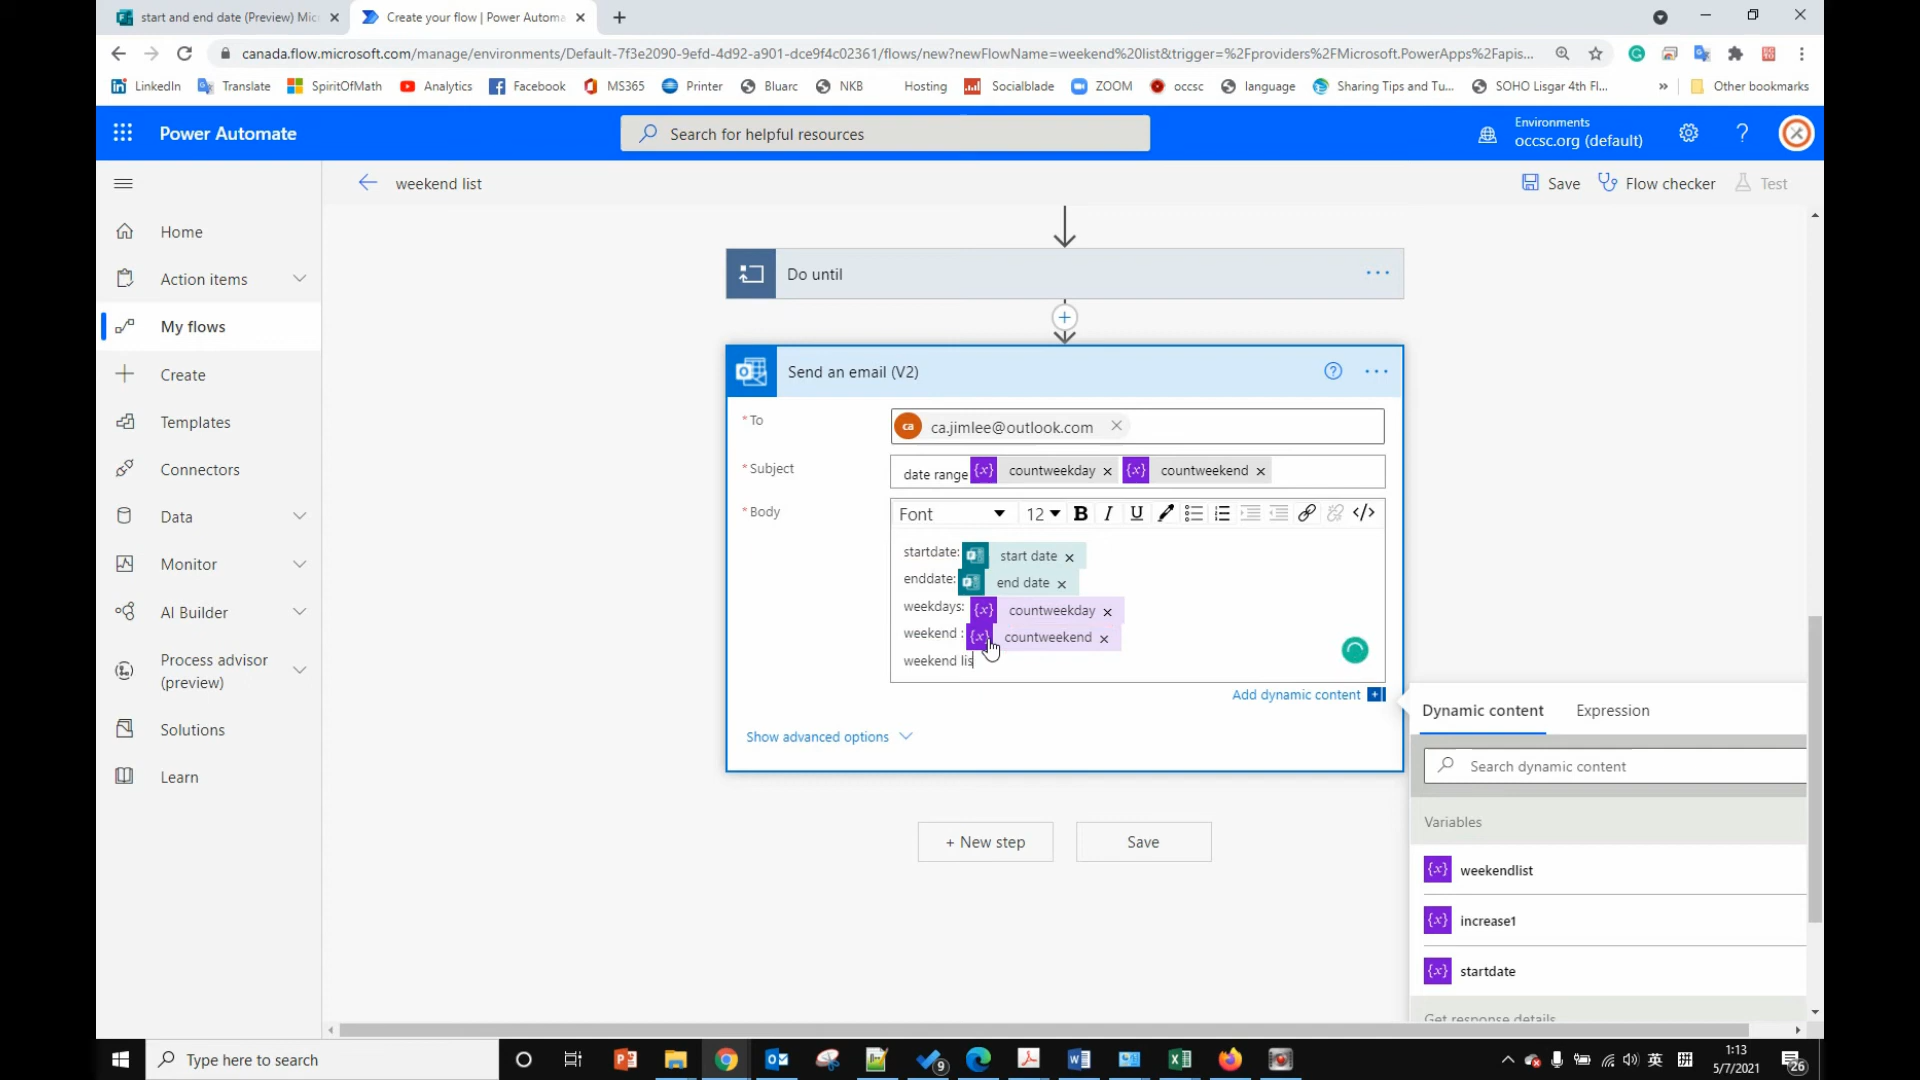 start and end date (Preview) Mic
Create your flow | Power Automa
canada.flow.microsoft.com/manage/environments/Default-7f3e2090-9efd-4d92-a901-dce9f4c02361/flows/new?newFlowName=weekend%20list&trigger=%2Fproviders%2FMicrosoft.PowerApps%2Fapis...
LinkedIn
Translate
SpiritOfMath
Analytics
Facebook
MS365
Printer
Bluarc
NKB
Hosting
Socialblade
ZOOM
occsc
language
Sharing Tips and Tu...
SOHO Lisgar 4th Fl...
»
Other bookmarks
Power Automate
Search for helpful resources
Environments
occsc.org (default)
?
weekend list
Save
Flow checker
Test
Home
Action items
My flows
Create
Templates
Connectors
Data
Monitor
AI Builder
Process advisor
(preview)
Solutions
Learn
Do until
Send an email (V2)
* To
ca
ca.jimlee@outlook.com
* Subject
date range {x} countweekday {x} countweekend
* Body
Font 12 B I U </>
startdate: start date
enddate: end date
weekdays: {x} countweekday
weekend : {x} countweekend
weekend lis
Add dynamic content
Show advanced options
+ New step
Save
Dynamic content
Expression
Search dynamic content
Variables
{x} weekendlist
{x} increase1
{x} startdate
Get response details
Type here to search
9
英
1:13
5/7/2021
26